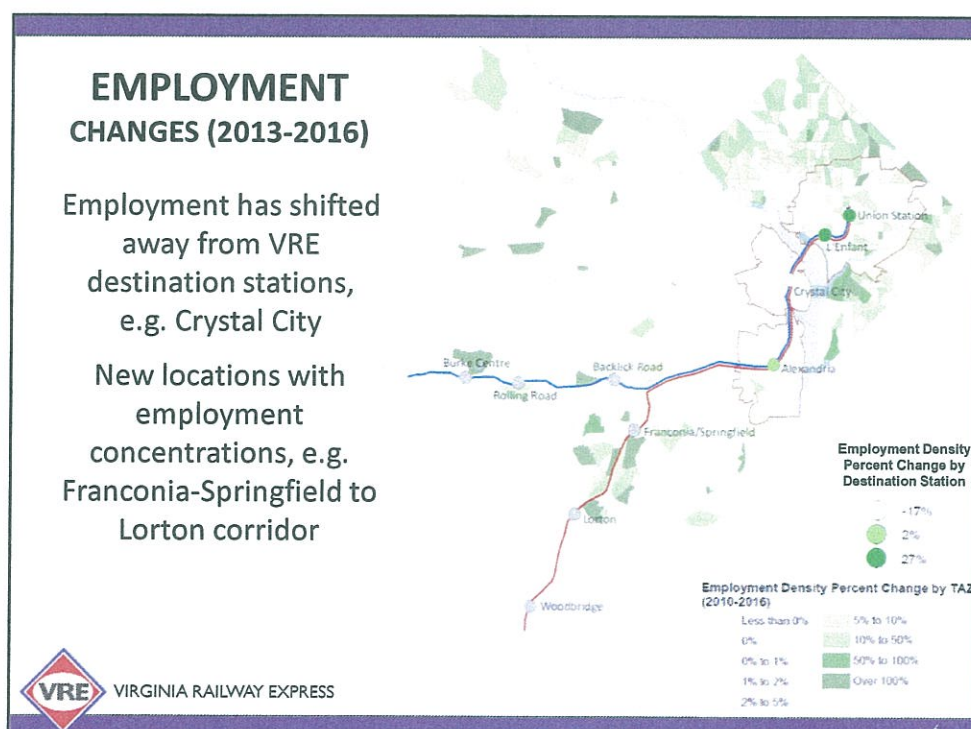 EMPLOYMENT
CHANGES (2013-2016)
Employment has shifted
away from VRE
destination stations,
e.g. Crystal City
New locations with
employment
concentrations, e.g.
Franconia-Springfield to
Lorton corridor
Union Station
L'Enfant
Crystal City
Alexandria
Burke Centre
Rolling Road
Backlick Road
Franconia/Springfield
Lorton
Woodbridge
Employment Density
Percent Change by
Destination Station
-17%
2%
27%
Employment Density Percent Change by TAZ
(2010-2016)
Less than 0%
0%
0% to 1%
1% to 2%
2% to 5%
5% to 10%
10% to 50%
50% to 100%
Over 100%
VRE
VIRGINIA RAILWAY EXPRESS